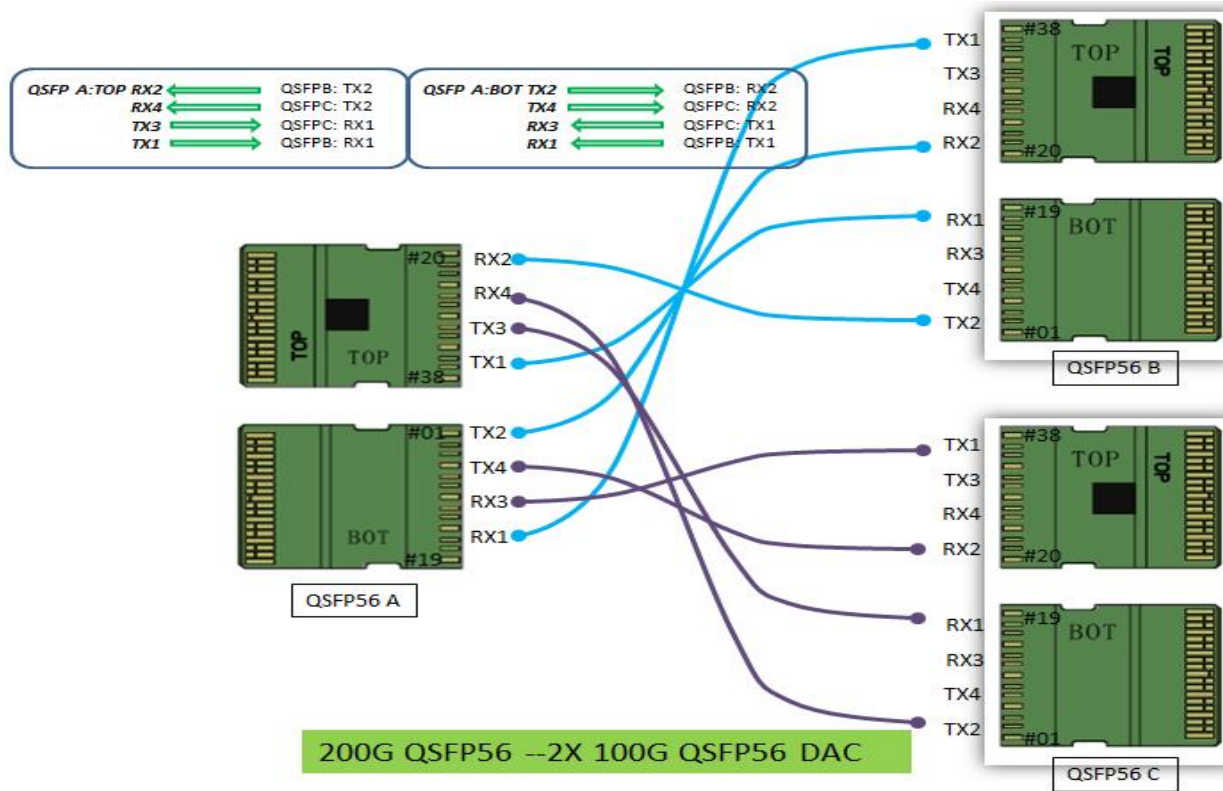 QSFP A:TOP RX2 QSFPB: TX2
RX4 QSFPC: TX2
TX3 QSFPC: RX1
TX1 QSFPB: RX1
QSFP A:BOT TX2 QSFPB: RX2
TX4 QSFPC: RX2
RX3 QSFPC: TX1
RX1 QSFPB: TX1
TX1
TX3
RX4
RX2
#38
TOP
TOP
#20
RX1
RX3
TX4
TX2
#19
BOT
#01
QSFP56 B
TOP
TOP
#20
#38
RX2
RX4
TX3
TX1
#01
BOT
#19
TX2
TX4
RX3
RX1
QSFP56 A
TX1
TX3
RX4
RX2
#38
TOP
TOP
#20
RX1
RX3
TX4
TX2
#19
BOT
#01
QSFP56 C
200G QSFP56 --2X 100G QSFP56 DAC